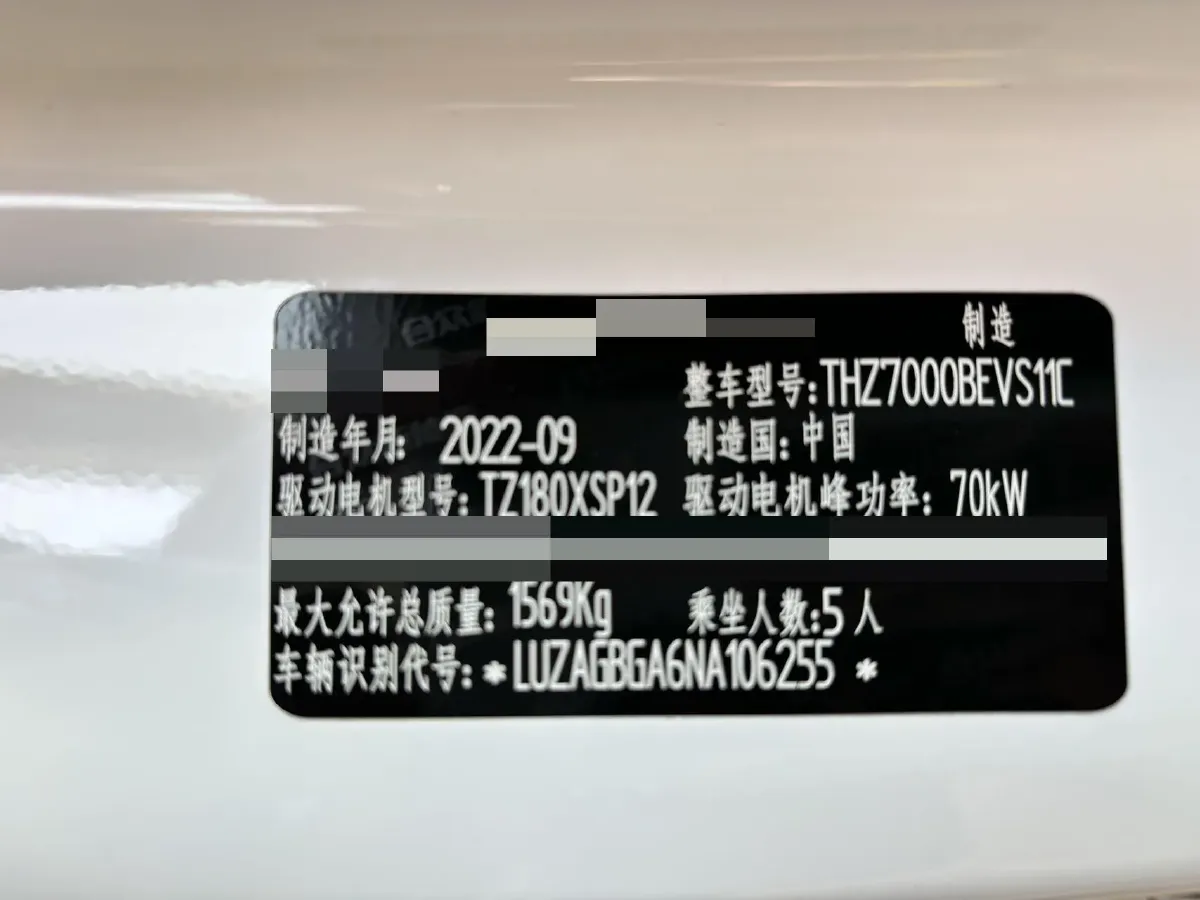 制造
整车型号:THZ7000BEVS11C
制造年月: 2022-09 制造国:中国
驱动电机型号:TZ180XSP12 驱动电机峰功率: 70kW
最大允许总质量: 1569Kg 乘坐人数:5 人
车辆识别代号:*LUZAGBGA6NA106255 *